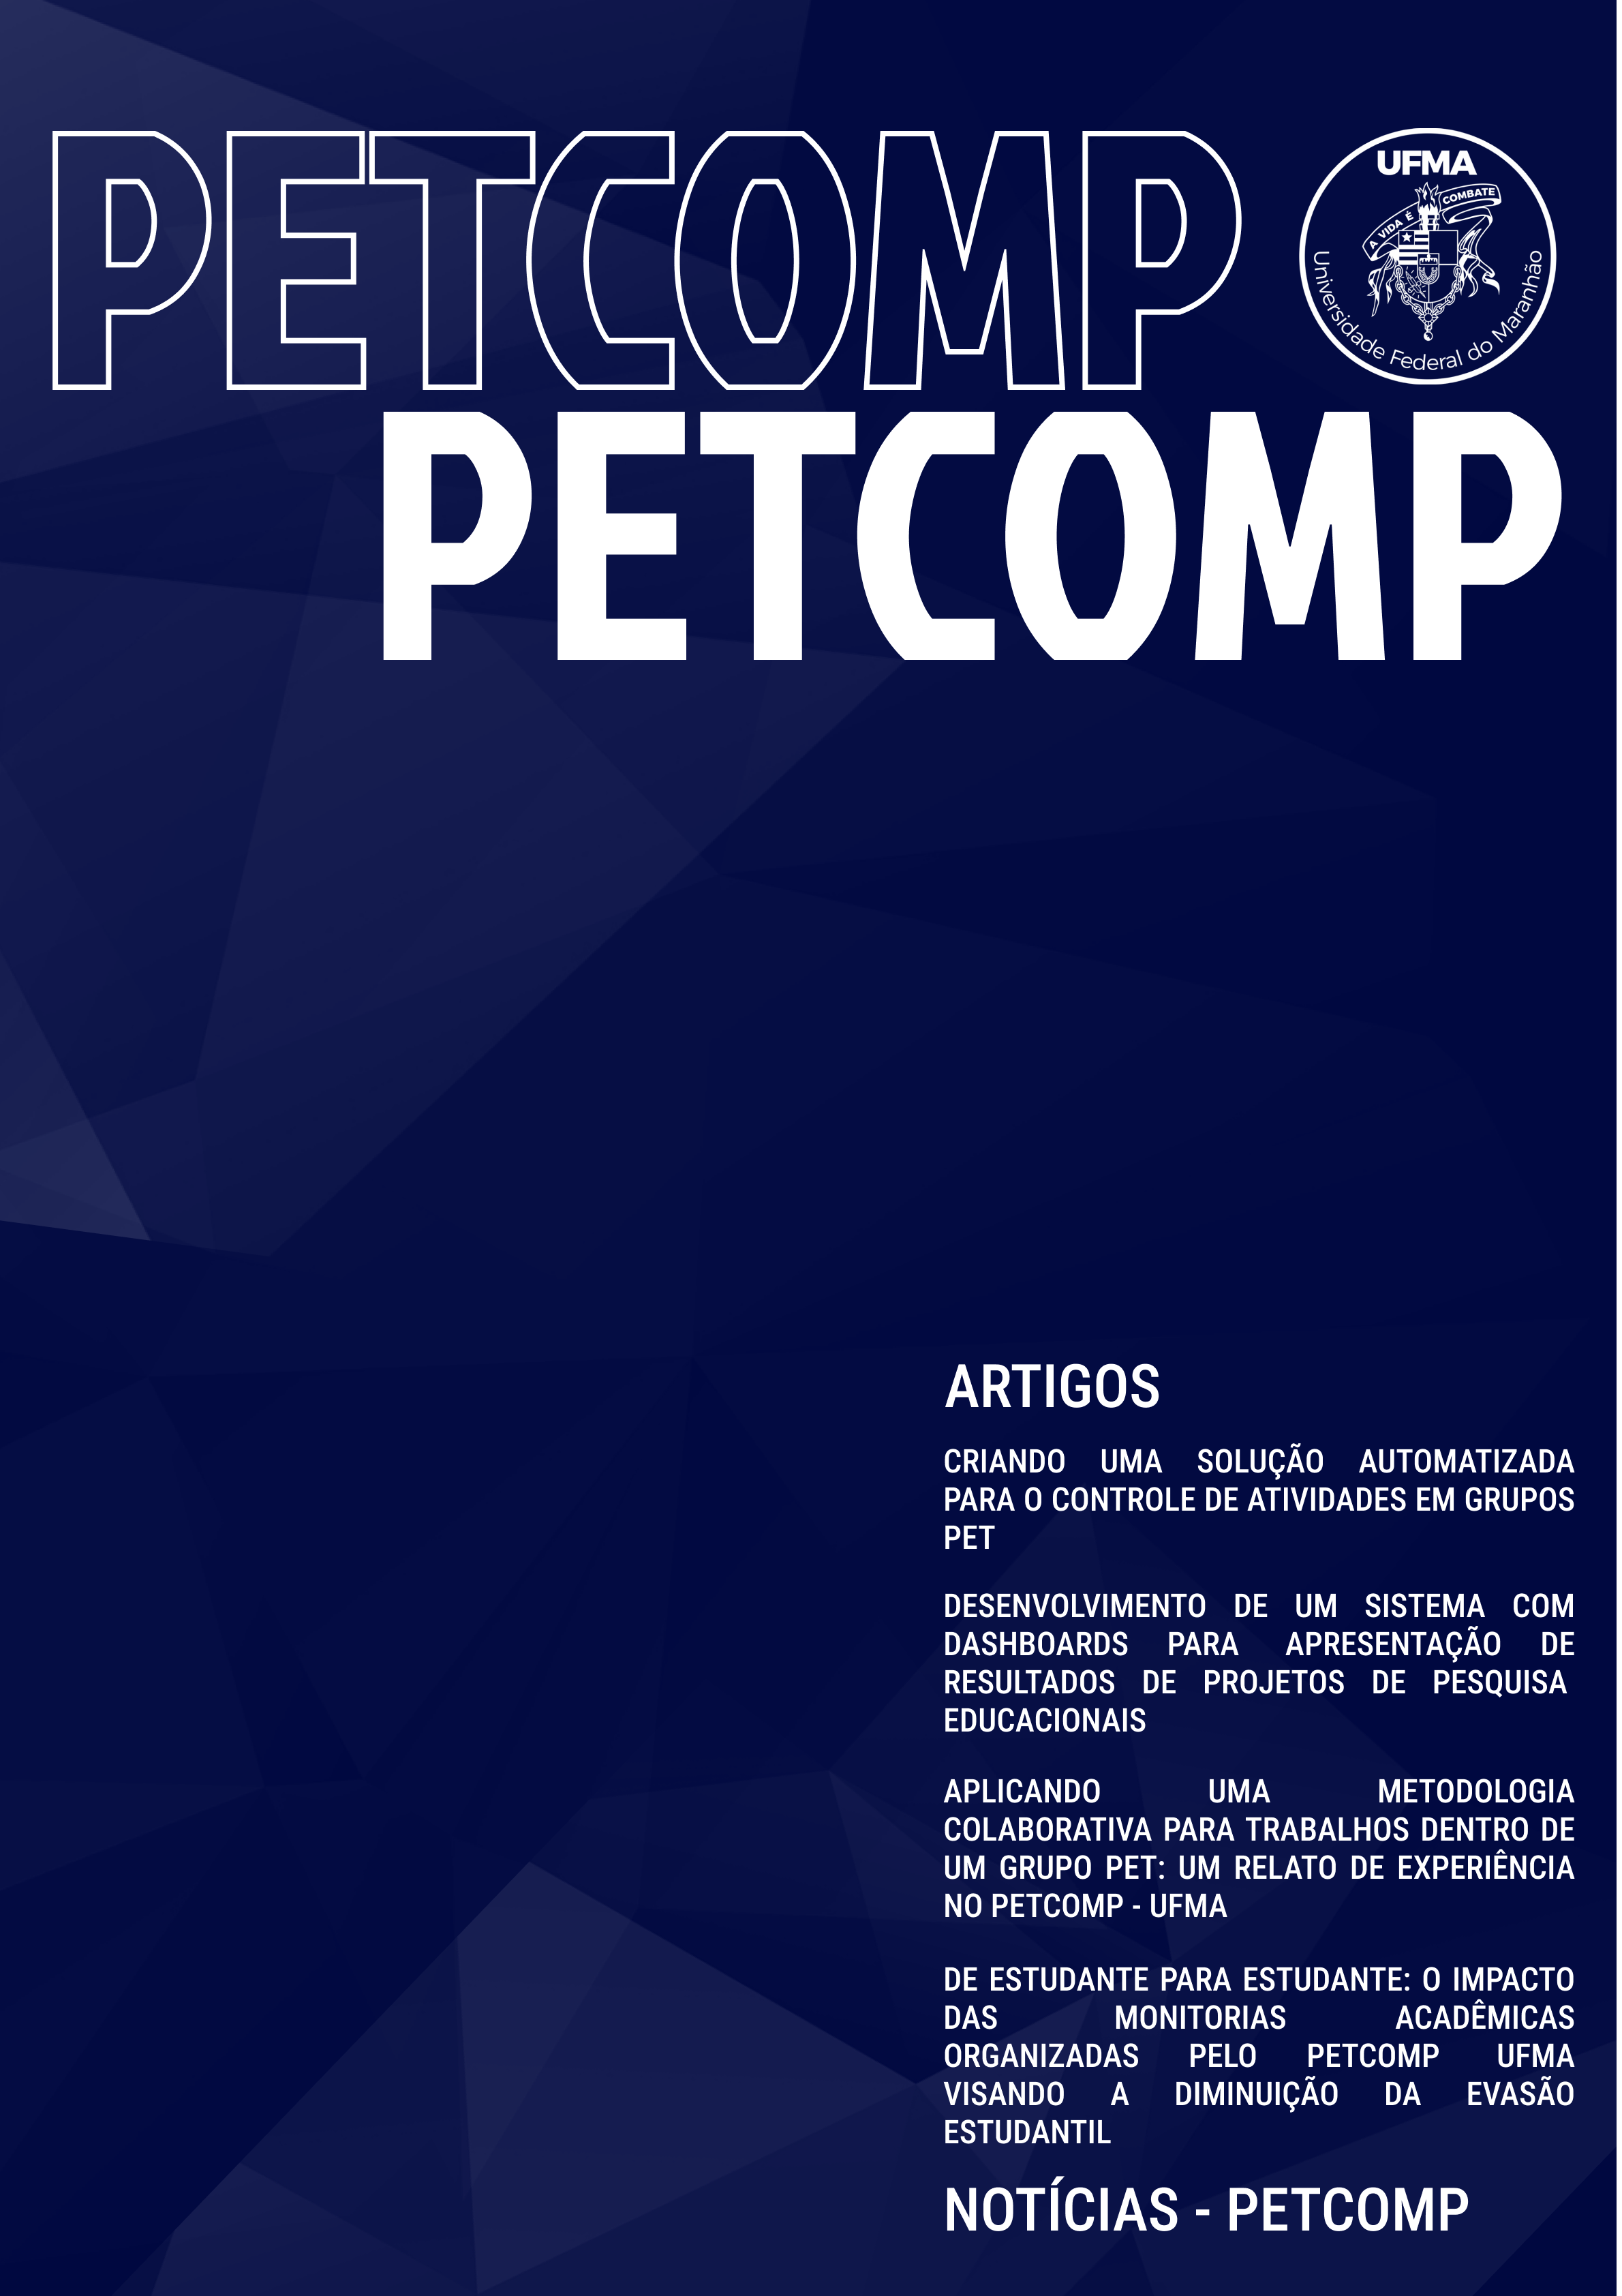 PETCOMP
UFMA
A VIDA É COMBATE
Universidade Federal do Maranhão
PETCOMP
ARTIGOS
CRIANDO UMA SOLUÇÃO AUTOMATIZADA
PARA O CONTROLE DE ATIVIDADES EM GRUPOS
PET
DESENVOLVIMENTO DE UM SISTEMA COM
DASHBOARDS PARA APRESENTAÇÃO DE
RESULTADOS DE PROJETOS DE PESQUISA
EDUCACIONAIS
APLICANDO UMA METODOLOGIA
COLABORATIVA PARA TRABALHOS DENTRO DE
UM GRUPO PET: UM RELATO DE EXPERIÊNCIA
NO PETCOMP - UFMA
DE ESTUDANTE PARA ESTUDANTE: O IMPACTO
DAS MONITORIAS ACADÊMICAS
ORGANIZADAS PELO PETCOMP UFMA
VISANDO A DIMINUIÇÃO DA EVASÃO
ESTUDANTIL
NOTÍCIAS - PETCOMP